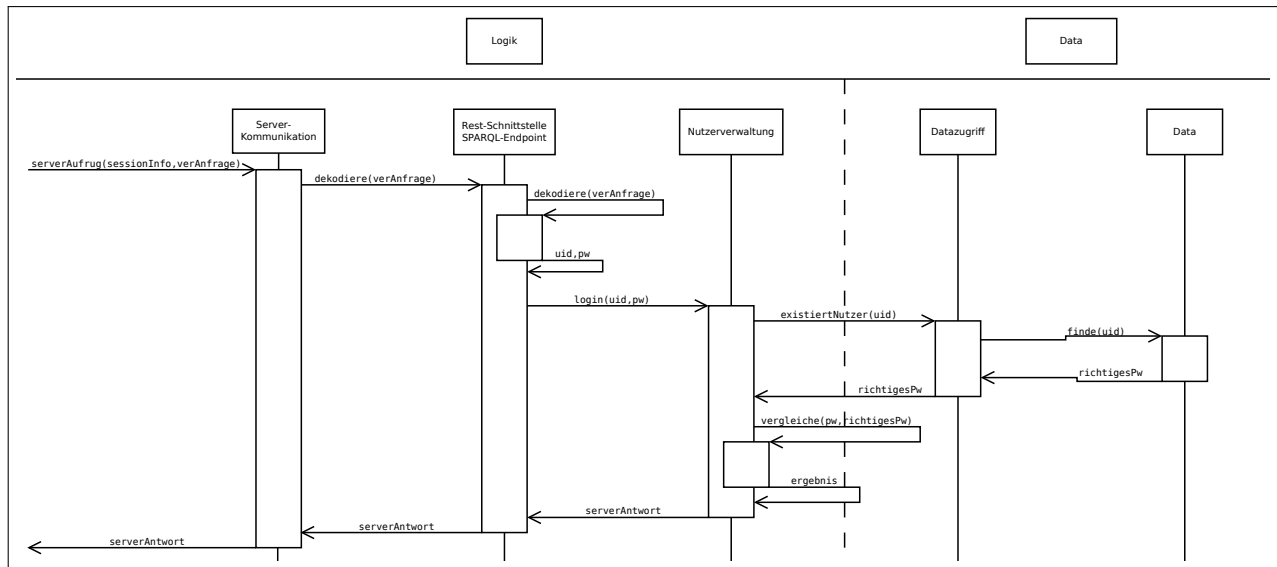 Logik
Data
Server-
Kommunikation
Rest-Schnittstelle
SPARQL-Endpoint
Nutzerverwaltung
Datazugriff
Data
serverAufrug(sessionInfo,verAnfrage)
dekodiere(verAnfrage)
dekodiere(verAnfrage)
uid,pw
login(uid,pw)
existiertNutzer(uid)
finde(uid)
richtigesPw
richtigesPw
vergleiche(pw,richtigesPw)
ergebnis
serverAntwort
serverAntwort
serverAntwort